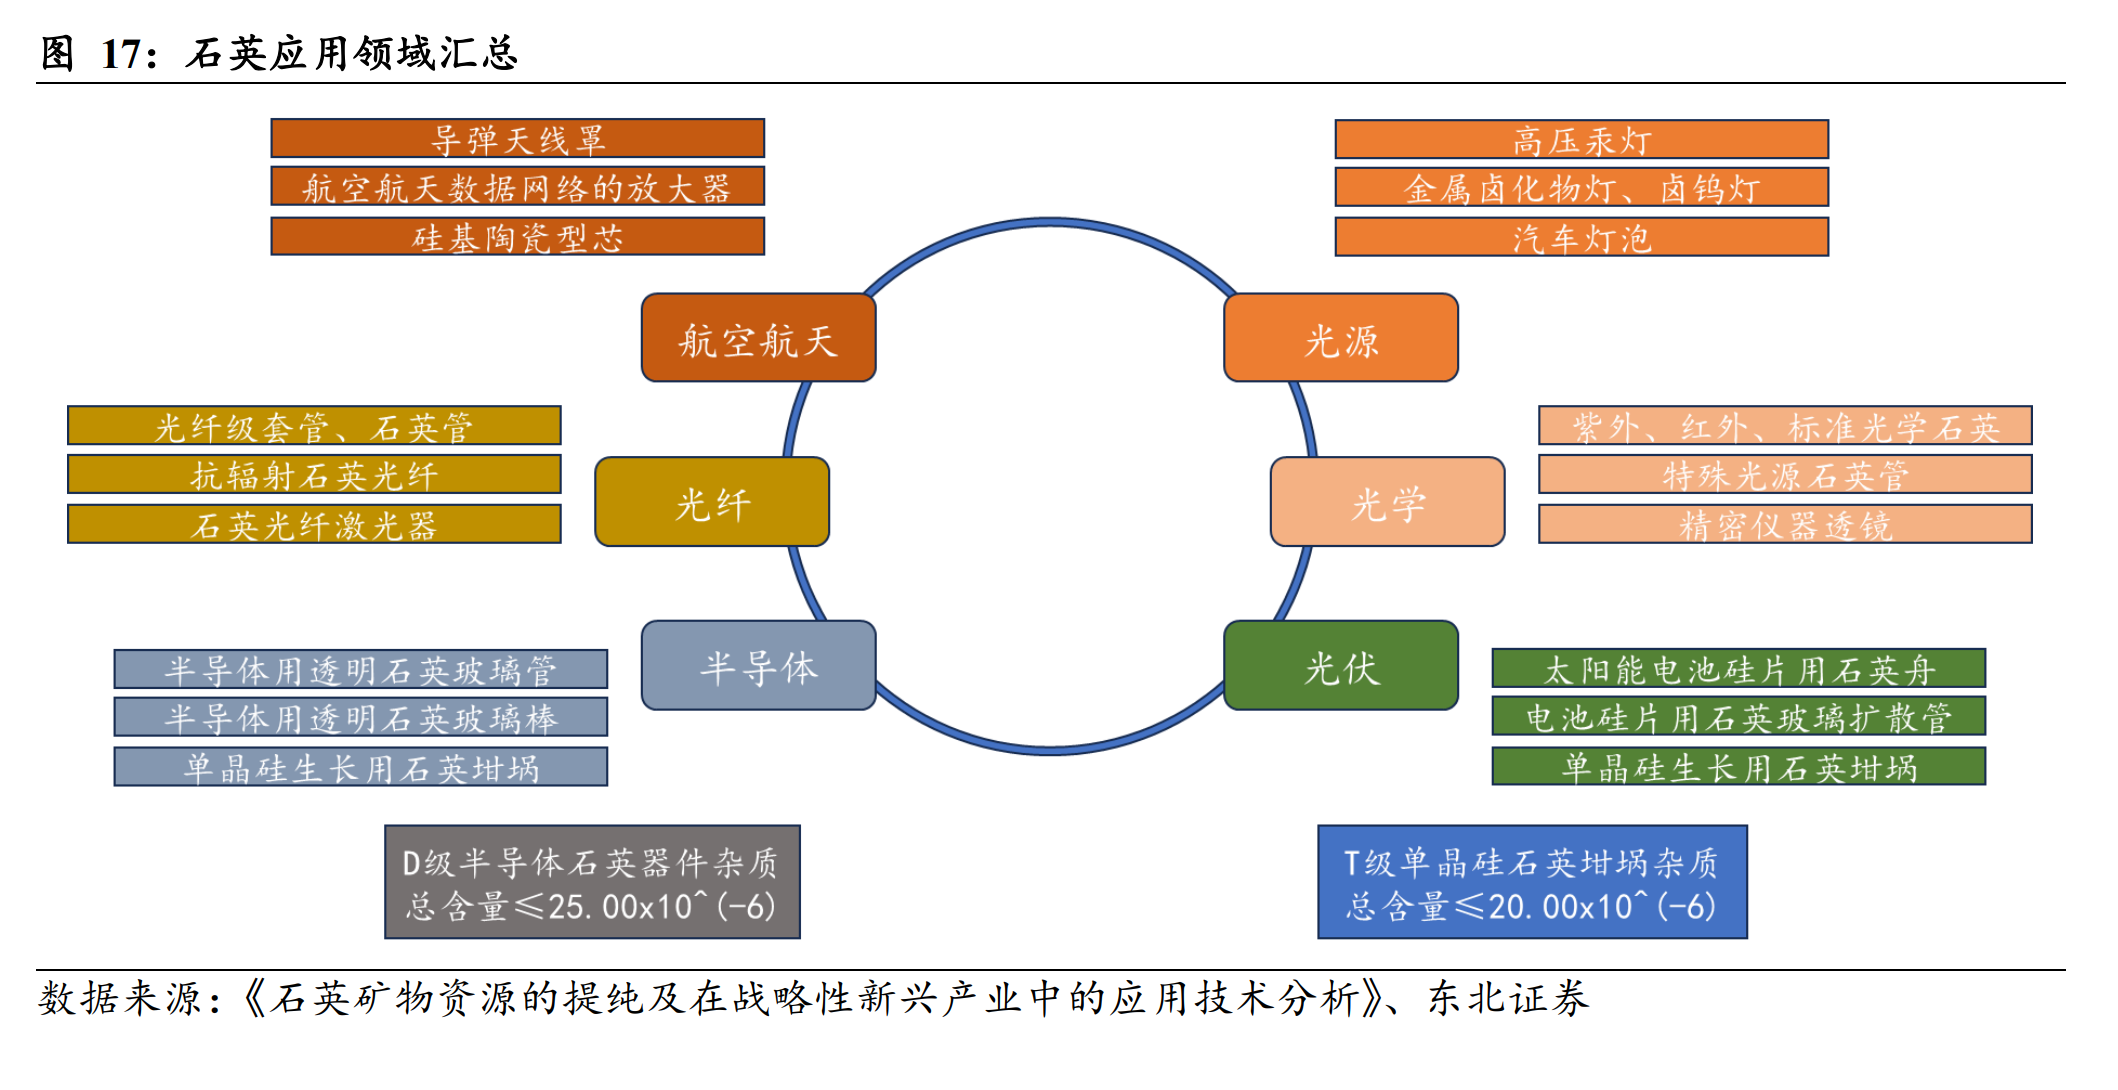 图 17：石英应用领域汇总
导弹天线罩
航空航天数据网络的放大器
硅基陶瓷型芯
高压汞灯
金属卤化物灯、卤钨灯
汽车灯泡
航空航天
光源
光纤级套管、石英管
抗辐射石英光纤
石英光纤激光器
光纤
光学
紫外、红外、标准光学石英
特殊光源石英管
精密仪器透镜
半导体用透明石英玻璃管
半导体用透明石英玻璃棒
单晶硅生长用石英坩埚
半导体
光伏
太阳能电池硅片用石英舟
电池硅片用石英玻璃扩散管
单晶硅生长用石英坩埚
D级半导体石英器件杂质
总含量≤25.00x10^(-6)
T级单晶硅石英坩埚杂质
总含量≤20.00x10^(-6)
数据来源：《石英矿物资源的提纯及在战略性新兴产业中的应用技术分析》、东北证券